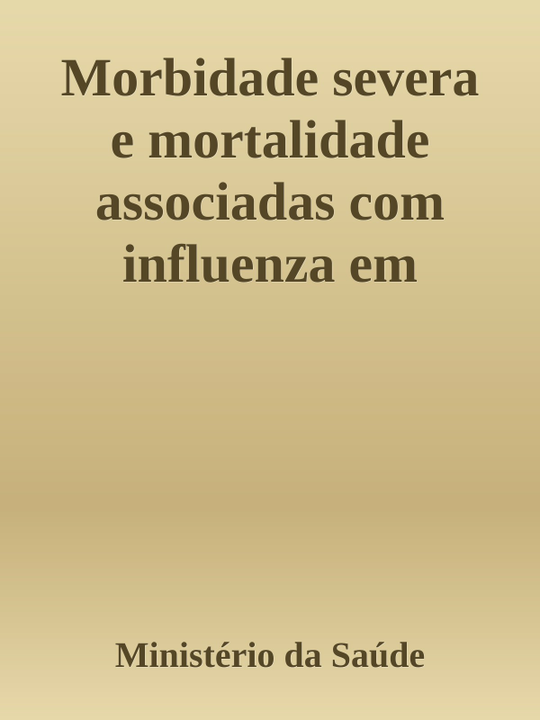 Morbidade severa
e mortalidade
associadas com
influenza em
Ministério da Saúde